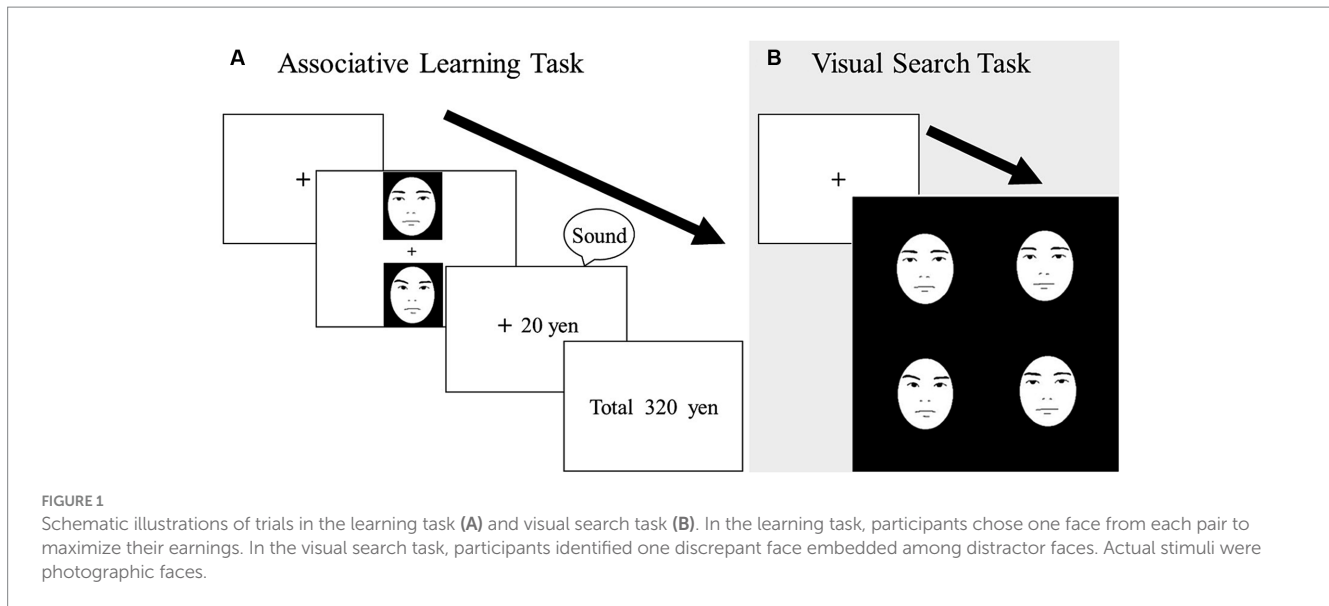 A Associative Learning Task
B Visual Search Task
+
+
Sound
+ 20 yen
Total 320 yen
+
FIGURE 1
Schematic illustrations of trials in the learning task (A) and visual search task (B). In the learning task, participants chose one face from each pair to
maximize their earnings. In the visual search task, participants identified one discrepant face embedded among distractor faces. Actual stimuli were
photographic faces.